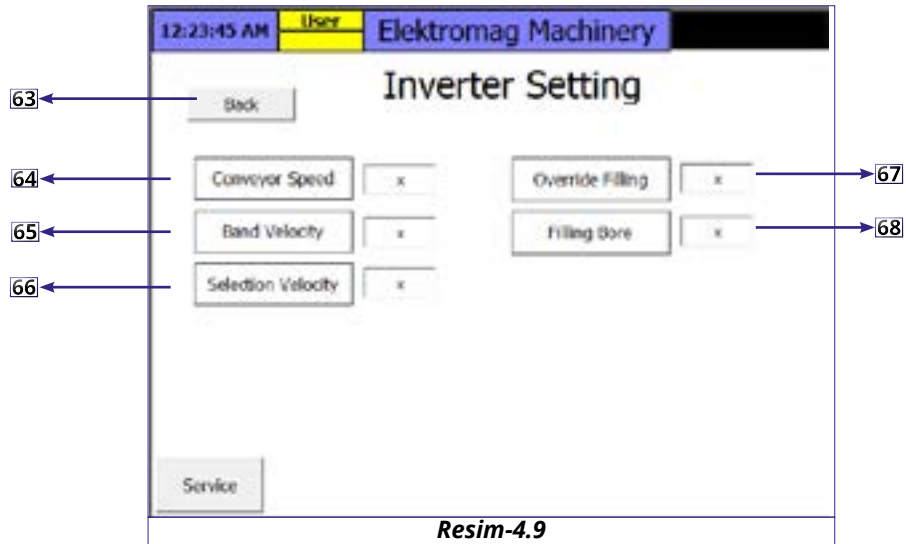 12:23:45 AM User Elektromag Machinery
Inverter Setting
63 Back
64 Conveyor Speed x Override Filling x 67
65 Band Velocity x Filling Bore x 68
66 Selection Velocity x
Service
Resim-4.9